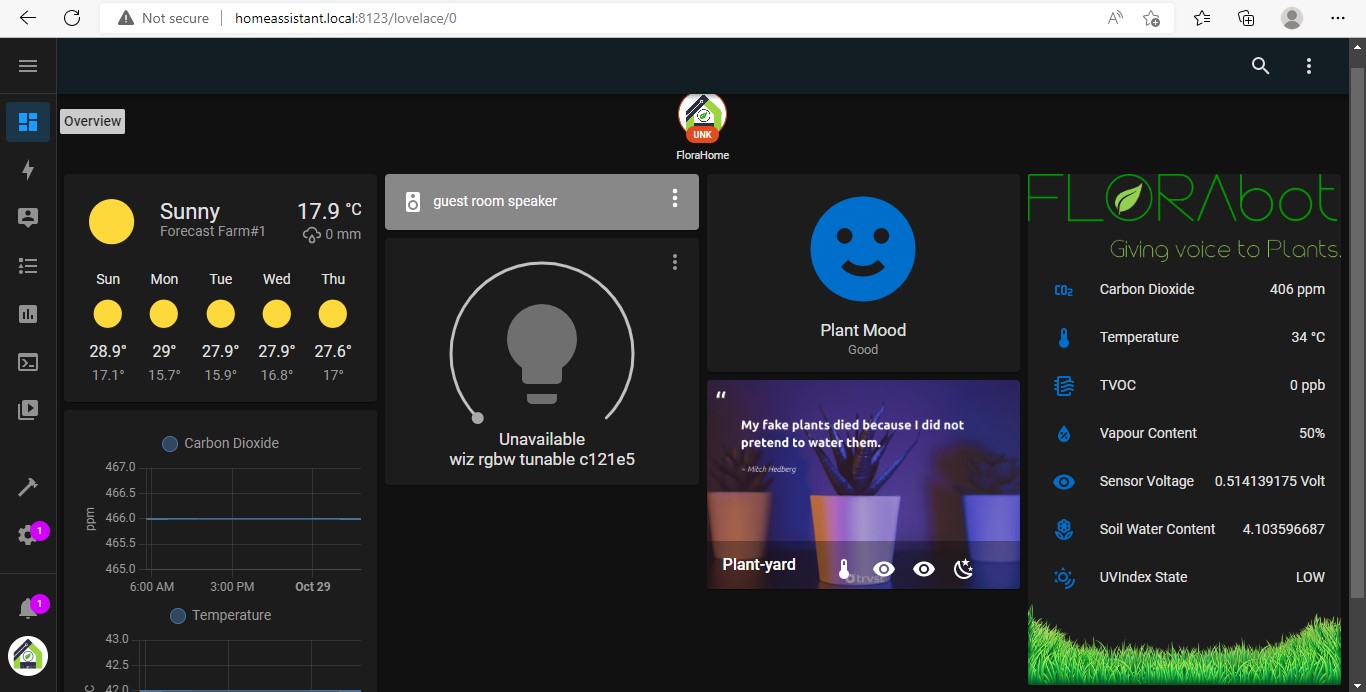 Not secure
homeassistant.local:8123/lovelace/0
Overview
UNK
FloraHome
Sunny
17.9 °C
Forecast Farm#1
0 mm
Sun Mon Tue Wed Thu
28.9° 29° 27.9° 27.9° 27.6°
17.1° 15.7° 15.9° 16.8° 17°
Carbon Dioxide
467.0
466.5
466.0
465.5
465.0
ppm
6:00 AM 3:00 PM Oct 29
Temperature
43.0
42.5
42.0
guest room speaker
Unavailable
wiz rgbw tunable c121e5
Plant Mood
Good
“
My fake plants died because I did not
pretend to water them.
~ Mitch Hedberg
Plant-yard
FLORAbot
Giving voice to Plants.
CO2 Carbon Dioxide 406 ppm
Temperature 34 °C
TVOC 0 ppb
Vapour Content 50%
Sensor Voltage 0.514139175 Volt
Soil Water Content 4.103596687
UVIndex State LOW
1
1